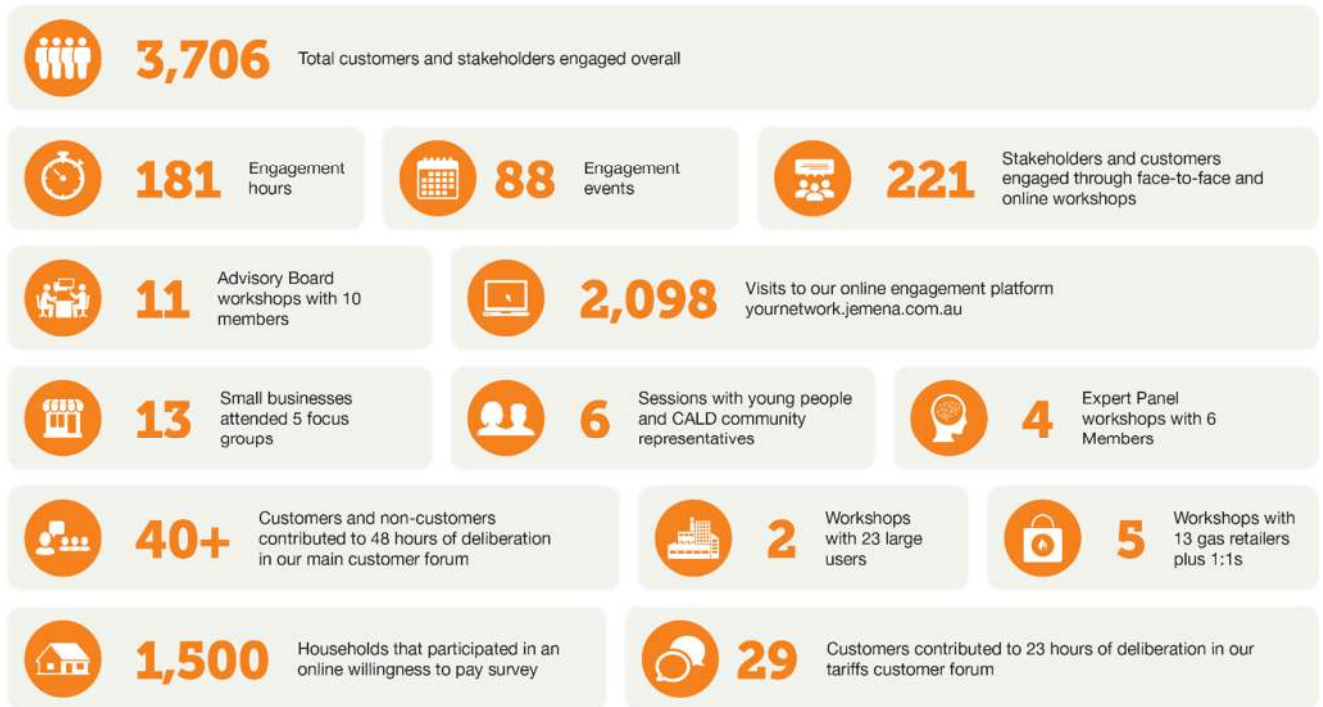 3,706
Total customers and stakeholders engaged overall
181
Engagement
hours
88
Engagement
events
221
Stakeholders and customers
engaged through face-to-face and
online workshops
11
Advisory Board
workshops with 10
members
2,098
Visits to our online engagement platform
yournetwork.jemena.com.au
13
Small businesses
attended 5 focus
groups
6
Sessions with young people
and CALD community
representatives
4
Expert Panel
workshops with 6
Members
40+
Customers and non-customers
contributed to 48 hours of deliberation
in our main customer forum
2
Workshops
with 23 large
users
5
Workshops with
13 gas retailers
plus 1:1s
1,500
Households that participated in an
online willingness to pay survey
29
Customers contributed to 23 hours of deliberation in our
tariffs customer forum